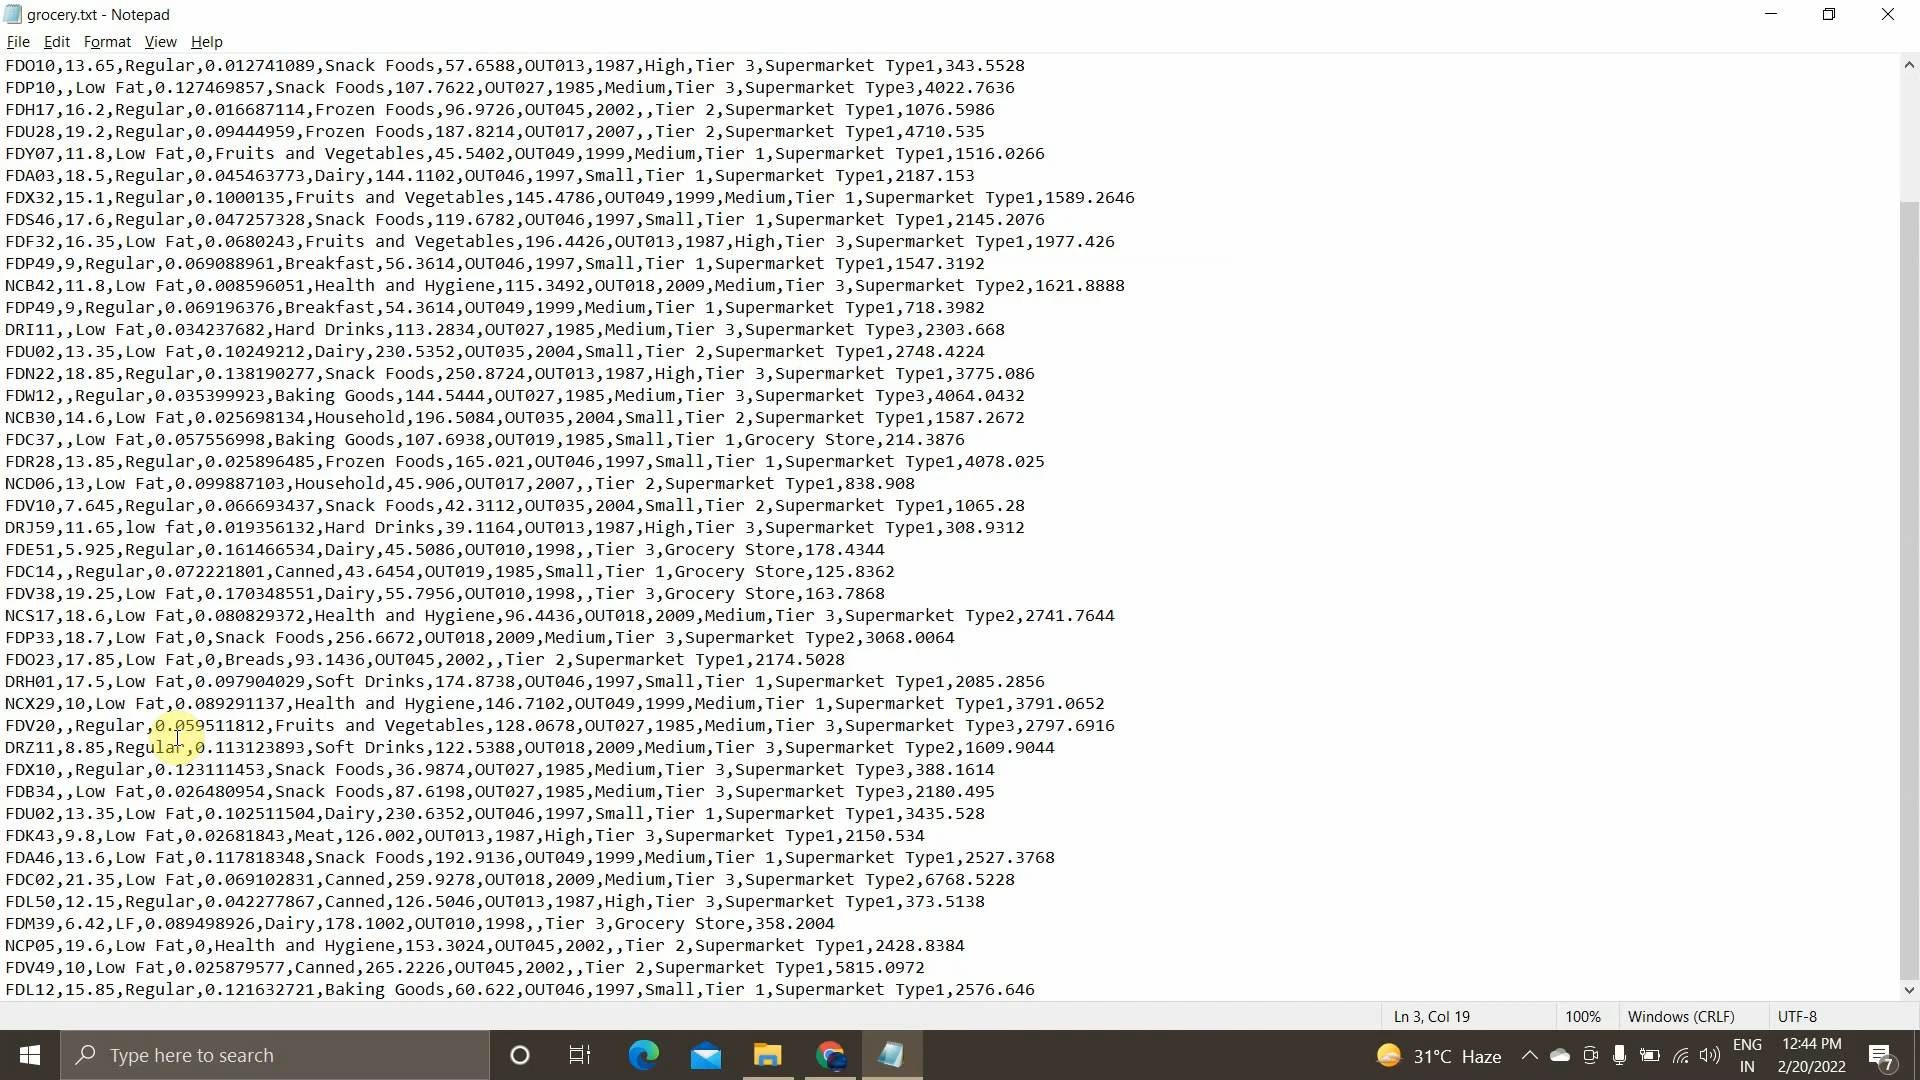 grocery.txt - Notepad
File Edit Format View Help
FDO10,13.65,Regular,0.012741089,Snack Foods,57.6588,OUT013,1987,High,Tier 3,Supermarket Type1,343.5528
FDP10,,Low Fat,0.127469857,Snack Foods,107.7622,OUT027,1985,Medium,Tier 3,Supermarket Type3,4022.7636
FDH17,16.2,Regular,0.016687114,Frozen Foods,96.9726,OUT045,2002,,Tier 2,Supermarket Type1,1076.5986
FDU28,19.2,Regular,0.09444959,Frozen Foods,187.8214,OUT017,2007,,Tier 2,Supermarket Type1,4710.535
FDY07,11.8,Low Fat,0,Fruits and Vegetables,45.5402,OUT049,1999,Medium,Tier 1,Supermarket Type1,1516.0266
FDA03,18.5,Regular,0.045463773,Dairy,144.1102,OUT046,1997,Small,Tier 1,Supermarket Type1,2187.153
FDX32,15.1,Regular,0.1000135,Fruits and Vegetables,145.4786,OUT049,1999,Medium,Tier 1,Supermarket Type1,1589.2646
FDS46,17.6,Regular,0.047257328,Snack Foods,119.6782,OUT046,1997,Small,Tier 1,Supermarket Type1,2145.2076
FDF32,16.35,Low Fat,0.0680243,Fruits and Vegetables,196.4426,OUT013,1987,High,Tier 3,Supermarket Type1,1977.426
FDP49,9,Regular,0.069088961,Breakfast,56.3614,OUT046,1997,Small,Tier 1,Supermarket Type1,1547.3192
NCB42,11.8,Low Fat,0.008596051,Health and Hygiene,115.3492,OUT018,2009,Medium,Tier 3,Supermarket Type2,1621.8888
FDP49,9,Regular,0.069196376,Breakfast,54.3614,OUT049,1999,Medium,Tier 1,Supermarket Type1,718.3982
DRI11,,Low Fat,0.034237682,Hard Drinks,113.2834,OUT027,1985,Medium,Tier 3,Supermarket Type3,2303.668
FDU02,13.35,Low Fat,0.10249212,Dairy,230.5352,OUT035,2004,Small,Tier 2,Supermarket Type1,2748.4224
FDN22,18.85,Regular,0.138190277,Snack Foods,250.8724,OUT013,1987,High,Tier 3,Supermarket Type1,3775.086
FDW12,,Regular,0.035399923,Baking Goods,144.5444,OUT027,1985,Medium,Tier 3,Supermarket Type3,4064.0432
NCB30,14.6,Low Fat,0.025698134,Household,196.5084,OUT035,2004,Small,Tier 2,Supermarket Type1,1587.2672
FDC37,,Low Fat,0.057556998,Baking Goods,107.6938,OUT019,1985,Small,Tier 1,Grocery Store,214.3876
FDR28,13.85,Regular,0.025896485,Frozen Foods,165.021,OUT046,1997,Small,Tier 1,Supermarket Type1,4078.025
NCD06,13,Low Fat,0.099887103,Household,45.906,OUT017,2007,,Tier 2,Supermarket Type1,838.908
FDV10,7.645,Regular,0.066693437,Snack Foods,42.3112,OUT035,2004,Small,Tier 2,Supermarket Type1,1065.28
DRJ59,11.65,low fat,0.019356132,Hard Drinks,39.1164,OUT013,1987,High,Tier 3,Supermarket Type1,308.9312
FDE51,5.925,Regular,0.161466534,Dairy,45.5086,OUT010,1998,,Tier 3,Grocery Store,178.4344
FDC14,,Regular,0.072221801,Canned,43.6454,OUT019,1985,Small,Tier 1,Grocery Store,125.8362
FDV38,19.25,Low Fat,0.170348551,Dairy,55.7956,OUT010,1998,,Tier 3,Grocery Store,163.7868
NCS17,18.6,Low Fat,0.080829372,Health and Hygiene,96.4436,OUT018,2009,Medium,Tier 3,Supermarket Type2,2741.7644
FDP33,18.7,Low Fat,0,Snack Foods,256.6672,OUT018,2009,Medium,Tier 3,Supermarket Type2,3068.0064
FDO23,17.85,Low Fat,0,Breads,93.1436,OUT045,2002,,Tier 2,Supermarket Type1,2174.5028
DRH01,17.5,Low Fat,0.097904029,Soft Drinks,174.8738,OUT046,1997,Small,Tier 1,Supermarket Type1,2085.2856
NCX29,10,Low Fat,0.089291137,Health and Hygiene,146.7102,OUT049,1999,Medium,Tier 1,Supermarket Type1,3791.0652
FDV20,,Regular,0.059511812,Fruits and Vegetables,128.0678,OUT027,1985,Medium,Tier 3,Supermarket Type3,2797.6916
DRZ11,8.85,Regular,0.113123893,Soft Drinks,122.5388,OUT018,2009,Medium,Tier 3,Supermarket Type2,1609.9044
FDX10,,Regular,0.123111453,Snack Foods,36.9874,OUT027,1985,Medium,Tier 3,Supermarket Type3,388.1614
FDB34,,Low Fat,0.026480954,Snack Foods,87.6198,OUT027,1985,Medium,Tier 3,Supermarket Type3,2180.495
FDU02,13.35,Low Fat,0.102511504,Dairy,230.6352,OUT046,1997,Small,Tier 1,Supermarket Type1,3435.528
FDK43,9.8,Low Fat,0.02681843,Meat,126.002,OUT013,1987,High,Tier 3,Supermarket Type1,2150.534
FDA46,13.6,Low Fat,0.117818348,Snack Foods,192.9136,OUT049,1999,Medium,Tier 1,Supermarket Type1,2527.3768
FDC02,21.35,Low Fat,0.069102831,Canned,259.9278,OUT018,2009,Medium,Tier 3,Supermarket Type2,6768.5228
FDL50,12.15,Regular,0.042277867,Canned,126.5046,OUT013,1987,High,Tier 3,Supermarket Type1,373.5138
FDM39,6.42,LF,0.089498926,Dairy,178.1002,OUT010,1998,,Tier 3,Grocery Store,358.2004
NCP05,19.6,Low Fat,0,Health and Hygiene,153.3024,OUT045,2002,,Tier 2,Supermarket Type1,2428.8384
FDV49,10,Low Fat,0.025879577,Canned,265.2226,OUT045,2002,,Tier 2,Supermarket Type1,5815.0972
FDL12,15.85,Regular,0.121632721,Baking Goods,60.622,OUT046,1997,Small,Tier 1,Supermarket Type1,2576.646
Ln 3, Col 19 100% Windows (CRLF) UTF-8
Type here to search
31°C Haze
ENG
IN
12:44 PM
2/20/2022
7